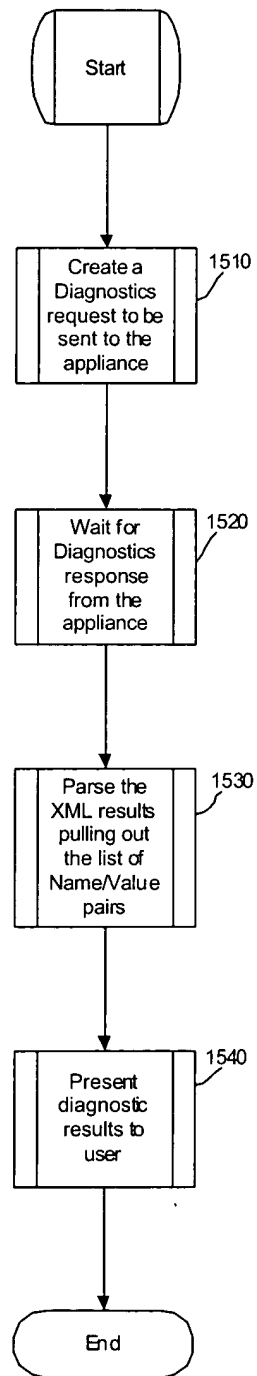 Start
Create a
Diagnostics
request to be
sent to the
appliance
1510
Wait for
Diagnostics
response
from the
appliance
1520
Parse the
XML results
pulling out
the list of
Name/Value
pairs
1530
Present
diagnostic
results to
user
1540
End